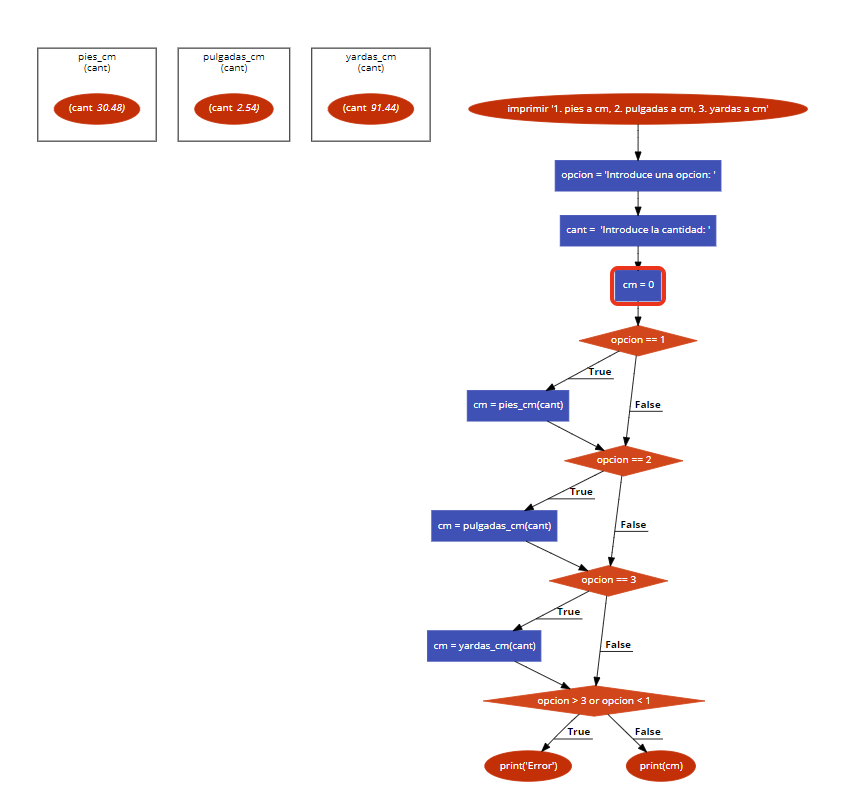 pies_cm
(cant)
(cant 30.48)
pulgadas_cm
(cant)
(cant 2.54)
yardas_cm
(cant)
(cant 91.44)
imprimir '1. pies a cm, 2. pulgadas a cm, 3. yardas a cm'
opcion = 'Introduce una opcion: '
cant = 'Introduce la cantidad: '
cm = 0
opcion == 1
True
False
cm = pies_cm(cant)
opcion == 2
True
False
cm = pulgadas_cm(cant)
opcion == 3
True
False
cm = yardas_cm(cant)
opcion > 3 or opcion < 1
True
False
print('Error')
print(cm)